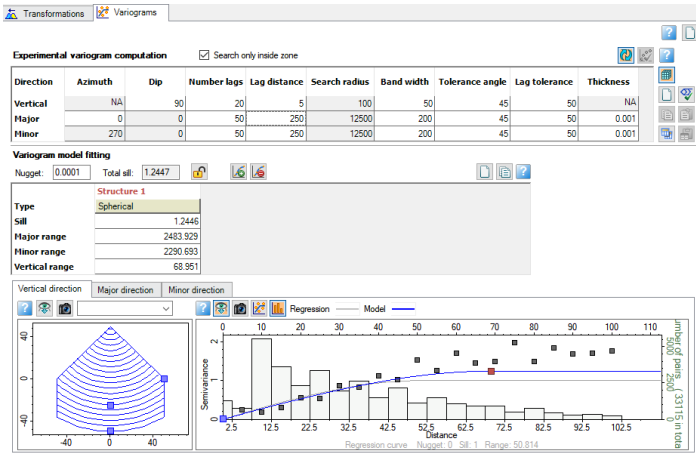 Transformations Variograms
Experimental variogram computation Search only inside zone
Direction Azimuth Dip Number lags Lag distance Search radius Band width Tolerance angle Lag tolerance Thickness
Vertical NA 90 20 5 100 50 45 50 NA
Major 0 0 50 250 12500 200 45 50 0.001
Minor 270 0 50 250 12500 200 45 50 0.001
Variogram model fitting
Nugget: 0.0001 Total sill: 1.2447
Structure 1
Type Spherical
Sill 1.2446
Major range 2483.929
Minor range 2290.693
Vertical range 68.951
Vertical direction Major direction Minor direction
Regression Model
0 10 20 30 40 50 60 70 80 90 100 110
40
0
-40
-40 0 40
Semivariance
2
1
0
5000
2500
0
number of pairs (33115 in tota
2.5 12.5 22.5 32.5 42.5 52.5 62.5 72.5 82.5 92.5 102.5
Distance
Regression curve Nugget: 0 Sill: 1 Range: 50.814